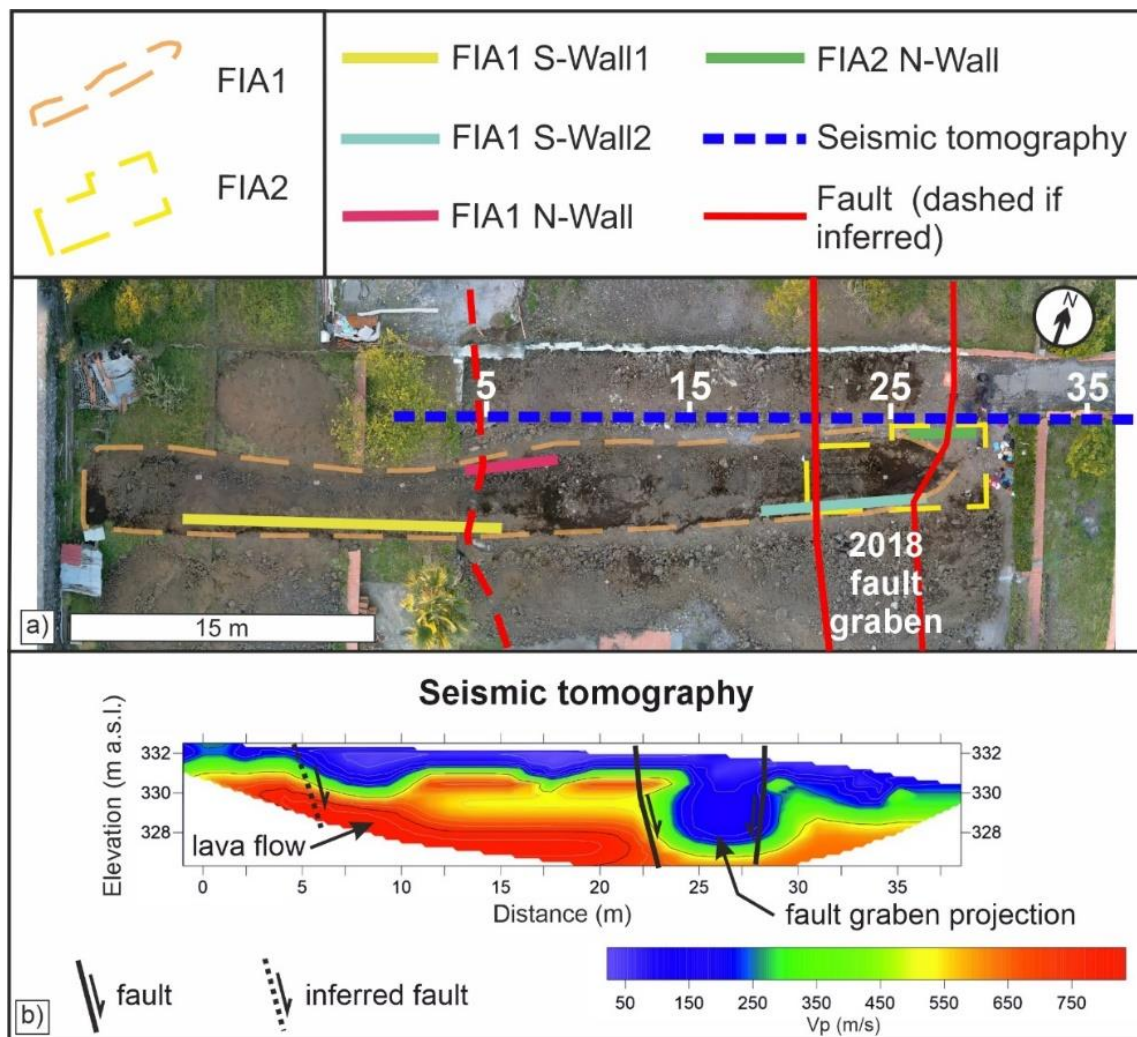 FIA1
FIA2
FIA1 S-Wall1
FIA1 S-Wall2
FIA1 N-Wall
FIA2 N-Wall
Seismic tomography
Fault (dashed if
inferred)
N
5 15 25 35
2018
fault
graben
15 m
a)
Seismic tomography
Elevation (m a.s.l.)
332
330
328
332
330
328
lava flow
0 5 10 15 20 25 30 35
Distance (m)
fault graben projection
fault
inferred fault
50 150 250 350 450 550 650 750
Vp (m/s)
b)